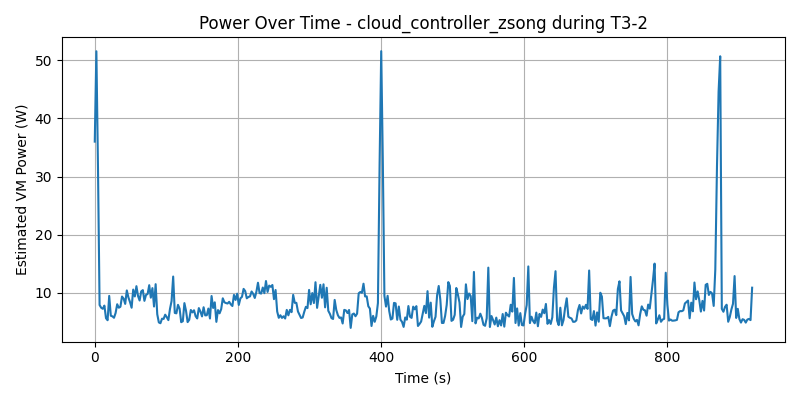 Power Over Time - cloud_controller_zsong during T3-2
Estimated VM Power (W)
50
40
30
20
10
0 200 400 600 800
Time (s)